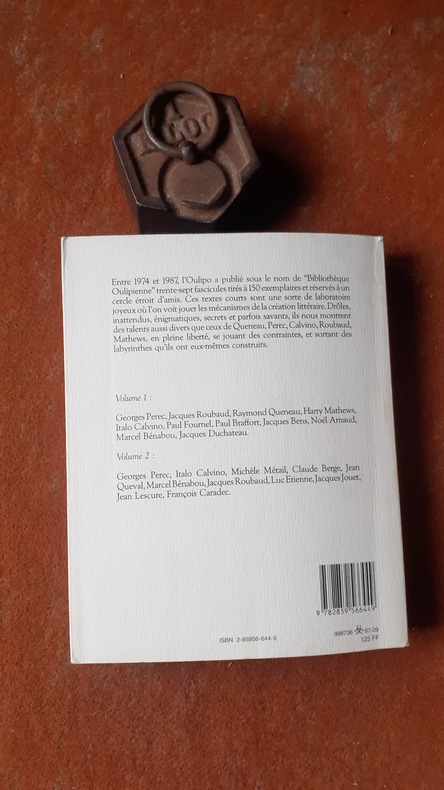 Entre 1974 et 1987, l'Oulipo a publié sous le nom de "Bibliothèque
Oulipienne" trente-sept fascicules tirés à 150 exemplaires et réservés à un
cercle étroit d'amis. Ces textes courts sont une sorte de laboratoire
joyeux où l'on voit jouer les mécanismes de la création littéraire. Drôles,
inattendus, énigmatiques, secrets et parfois savants, ils nous montrent
des talents aussi divers que ceux de Queneau, Perec, Calvino, Roubaud,
Mathews, en pleine liberté, se jouant des contraintes, et sortant des
labyrinthes qu'ils ont eux-mêmes construits.
Volume 1 :
Georges Perec, Jacques Roubaud, Raymond Queneau, Harry Mathews,
Italo Calvino, Paul Fournel, Paul Braffort, Jacques Bens, Noël Arnaud,
Marcel Bénabou, Jacques Duchateau.
Volume 2 :
Georges Perec, Italo Calvino, Michèle Métail, Claude Berge, Jean
Queval, Marcel Bénabou, Jacques Roubaud, Luc Etienne, Jacques Jouet,
Jean Lescure, François Caradec.
9 782859 566449
ISBN 2-85956-644-9
998736 87-09
125 FF